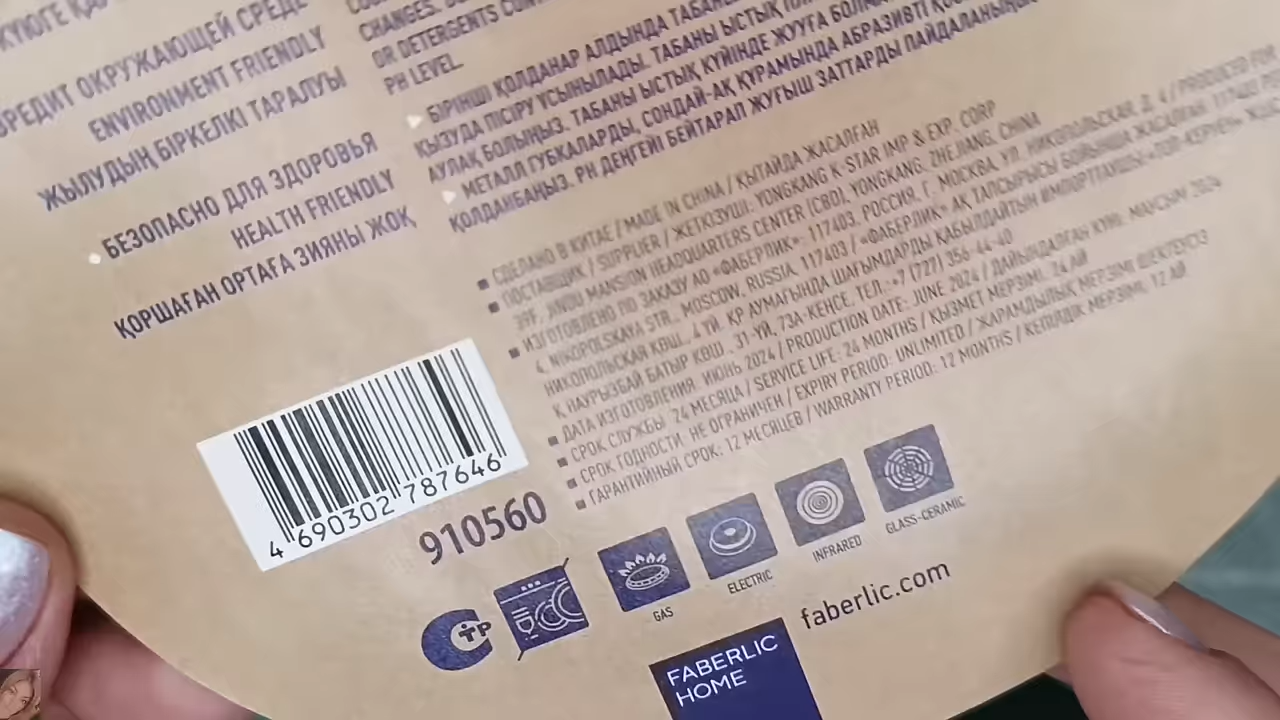 ВРЕДИТ ОКРУЖАЮЩЕЙ СРЕДЕ
ENVIRONMENT FRIENDLY
ЖЫЛУДЫҢ БІРКЕЛКІ ТАРАЛУЫ
БЕЗОПАСНО ДЛЯ ЗДОРОВЬЯ
HEALTH FRIENDLY
ҚОРШАҒАН ОРТАҒА ЗИЯНЫ ЖОҚ
CHANGES.
OR DETERGENTS
PH LEVEL.
БІРІНШІ ҚОЛДАНАР АЛДЫНДА
ҚЫЗУДА ПІСІРУ ҰСЫНЫЛАДЫ. ТАБАНЫ ЫСТЫҚ
АУЛАҚ БОЛЫҢЫЗ. ТАБАНЫ ЫСТЫҚ КҮЙІНДЕ ЖУУҒА
МЕТАЛЛ ГУБКАЛАРДЫ, СОНДАЙ-АҚ ҚҰРАМЫНДА АБРАЗИВТІ
ҚОЛДАНБАҢЫЗ. PH ДЕҢГЕЙІ БЕЙТАРАП ЖУҒЫШ ЗАТТАРДЫ
СДЕЛАНО В КИТАЕ / MADE IN CHINA / ҚЫТАЙДА ЖАСАЛҒАН
ПОСТАВЩИК / SUPPLIER / ЖЕТКІЗУШІ: YONGKANG K-STAR IMP & EXP. CORP
39F, JINDU MANSION HEADQUARTERS CENTER (CBD), YONGKANG, ZHEJIANG, CHINA
ИЗГОТОВЛЕНО ПО ЗАКАЗУ АО «ФАБЕРЛИК»: 117403, РОССИЯ, Г. МОСКВА, УЛ. НИКОПОЛЬСКАЯ, Д. 4 / PRODUCED FOR
4, NIKOPOLSKAYA STR., MOSCOW, RUSSIA, 117403 / «ФАБЕРЛИК» АҚ ТАПСЫРЫСЫ БОЙЫНША ЖАСАЛҒАН: 117403
НИКОПОЛЬСКАЯ КӨШ., 4 ҮЙ. ҚР АУМАҒЫНДА ШАҒЫМДАРДЫ ҚАБЫЛДАЙТЫН ИМПОРТТАУШЫ:
К. НАУРЫЗБАЙ БАТЫР КӨШ., 31-ҮЙ, 73А-КЕҢСЕ, ТЕЛ.: +7 (727) 356-44-40
ДАТА ИЗГОТОВЛЕНИЯ: ИЮНЬ 2024 / PRODUCTION DATE: JUNE 2024 / ДАЙЫНДАЛҒАН КҮНІ: МАУСЫМ 2024
СРОК СЛУЖБЫ: 24 МЕСЯЦА / SERVICE LIFE: 24 MONTHS / ҚЫЗМЕТ МЕРЗІМІ: 24 АЙ
СРОК ГОДНОСТИ: НЕ ОГРАНИЧЕН / EXPIRY PERIOD: UNLIMITED / ЖАРАМДЫЛЫҚ МЕРЗІМІ ШЕКТЕУСІЗ
ГАРАНТИЙНЫЙ СРОК: 12 МЕСЯЦЕВ / WARRANTY PERIOD: 12 MONTHS / КЕПІЛДІК МЕРЗІМІ: 12 АЙ
4 690302 787646
910560
СТР
GAS
ELECTRIC
INFRARED
GLASS-CERAMIC
faberlic.com
FABERLIC
HOME